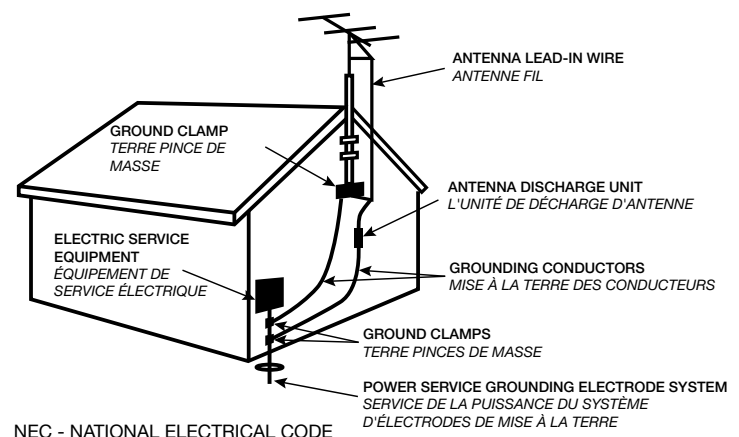 ANTENNA LEAD-IN WIRE
ANTENNE FIL
GROUND CLAMP
TERRE PINCE DE
MASSE
ANTENNA DISCHARGE UNIT
L'UNITÉ DE DÉCHARGE D'ANTENNE
ELECTRIC SERVICE
EQUIPMENT
ÉQUIPEMENT DE
SERVICE ÉLECTRIQUE
GROUNDING CONDUCTORS
MISE À LA TERRE DES CONDUCTEURS
GROUND CLAMPS
TERRE PINCES DE MASSE
POWER SERVICE GROUNDING ELECTRODE SYSTEM
SERVICE DE LA PUISSANCE DU SYSTÈME
D'ÉLECTRODES DE MISE À LA TERRE
NEC - NATIONAL ELECTRICAL CODE